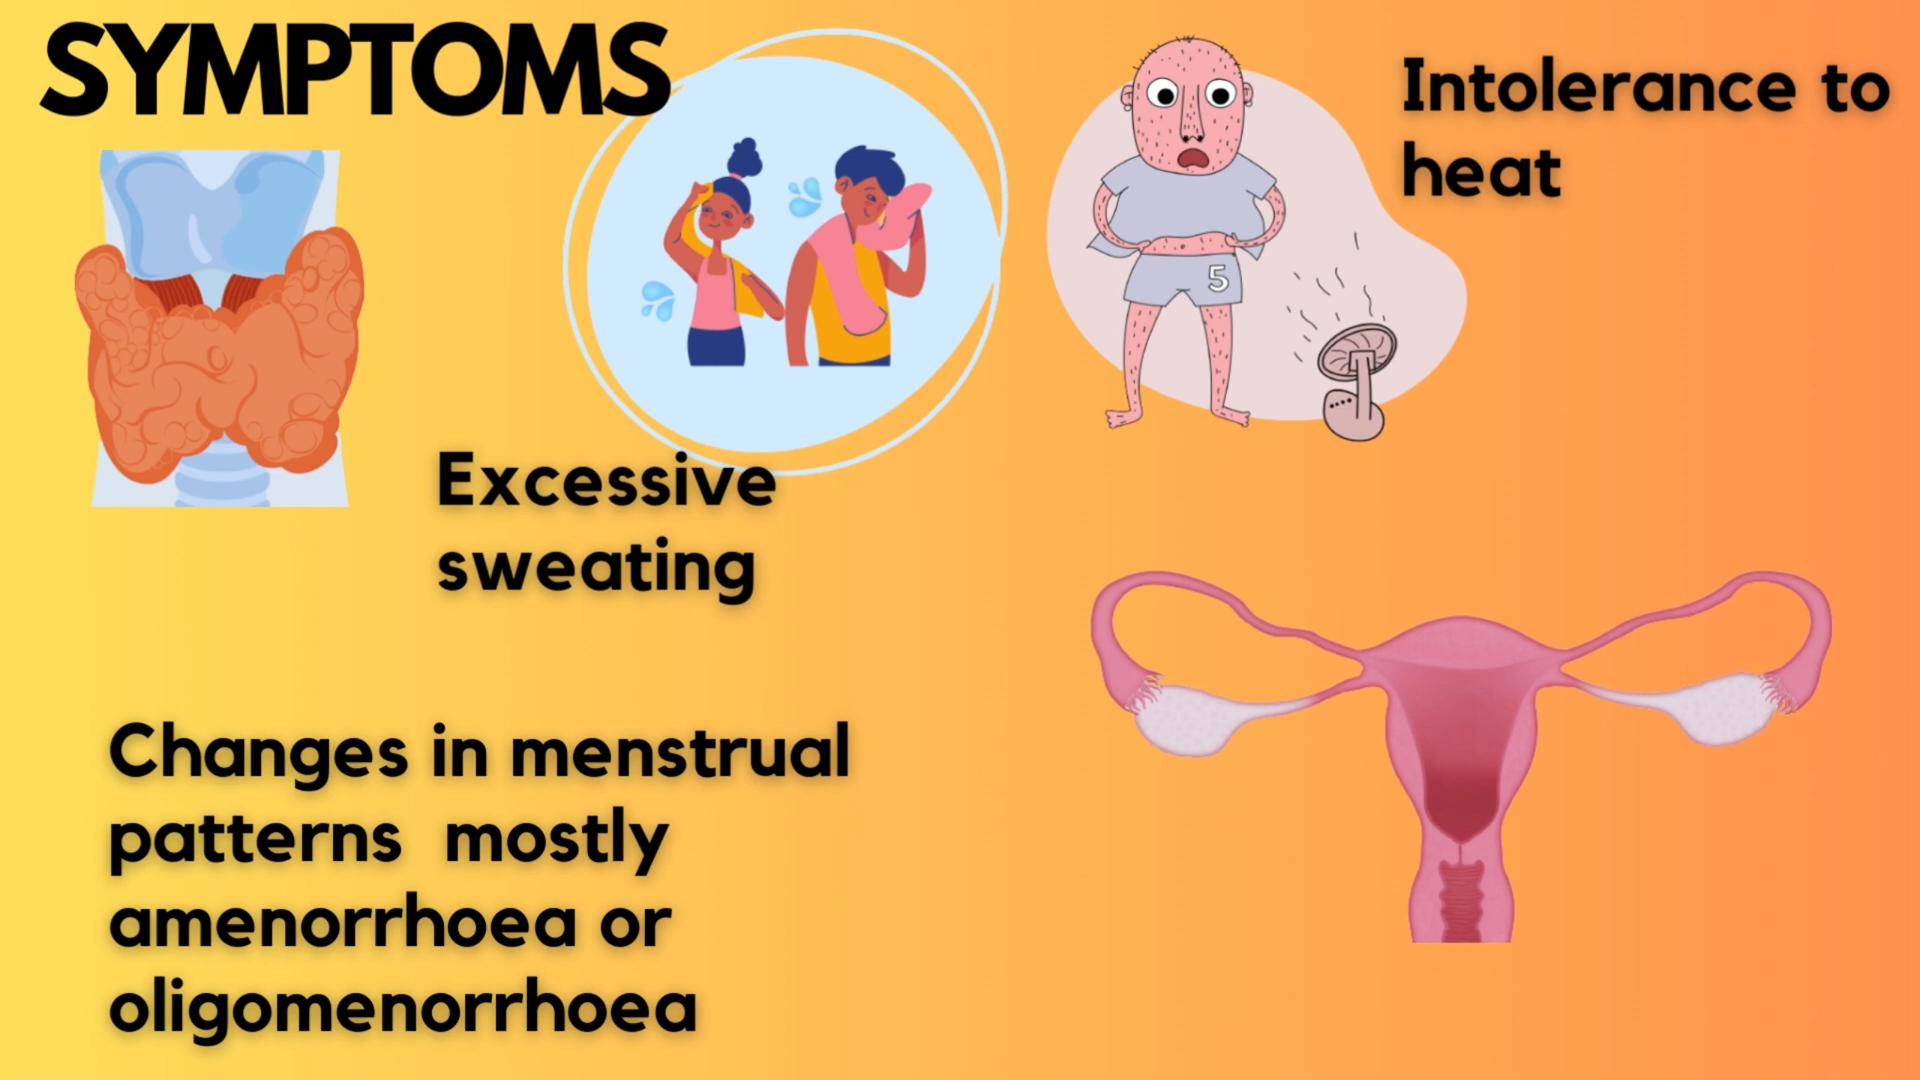 SYMPTOMS
Intolerance to
heat
5
Excessive
sweating
Changes in menstrual
patterns  mostly
amenorrhoea or
oligomenorrhoea